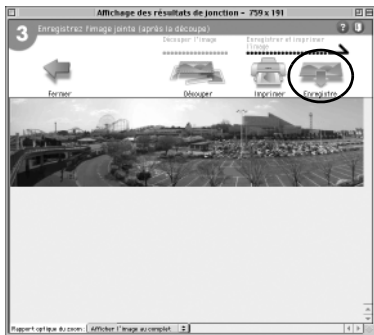 Affichage des résultats de jonction - 759 x 191
3 Enregistrez l'image jointe (après la découpe)
Découper l'image
Enregistrer et imprimer l'image
Fermer
Découper
Imprimer
Enregistre
Rapport optique du zoom : Afficher l'image au complet